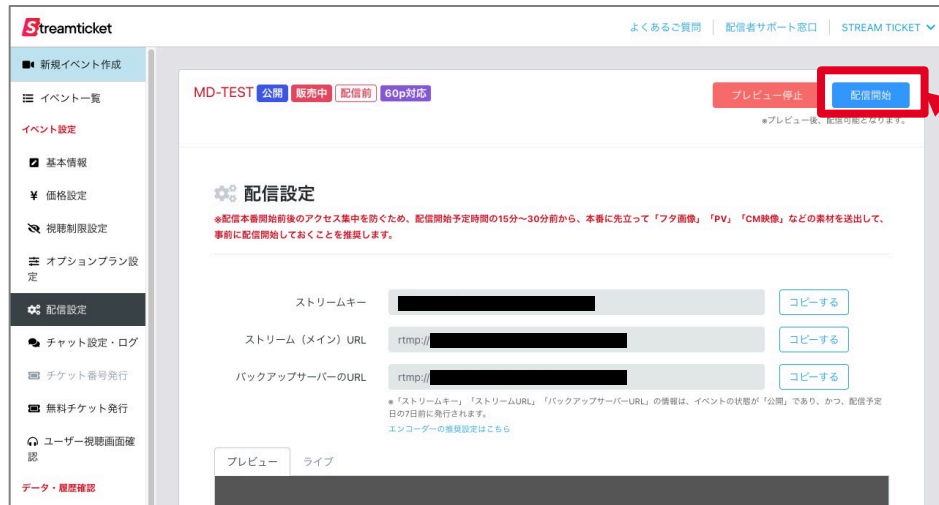 Streamticket
よくあるご質問
配信者サポート窓口
STREAM TICKET
新規イベント作成
イベント一覧
イベント設定
基本情報
価格設定
視聴制限設定
オプションプラン設
定
配信設定
チャット設定・ログ
チケット番号発行
無料チケット発行
ユーザー視聴画面確
認
データ・履歴確認
MD-TEST 公開 販売中 配信前 60p対応
プレビュー停止
配信開始
※プレビュー後、配信可能となります。
配信設定
※配信本番開始前後のアクセス集中を防ぐため、配信開始予定時間の15分〜30分前から、本番に先立って「フタ画像」「PV」「CM映像」などの素材を送出して、
事前に配信開始しておくことを推奨します。
ストリームキー
コピーする
ストリーム（メイン）URL
rtmp://
コピーする
バックアップサーバーのURL
rtmp://
コピーする
※「ストリームキー」「ストリームURL」「バックアップサーバーURL」の情報は、イベントの状態が「公開」であり、かつ、配信予定
日の7日前に発行されます。
エンコーダーの推奨設定はこちら
プレビュー
ライブ